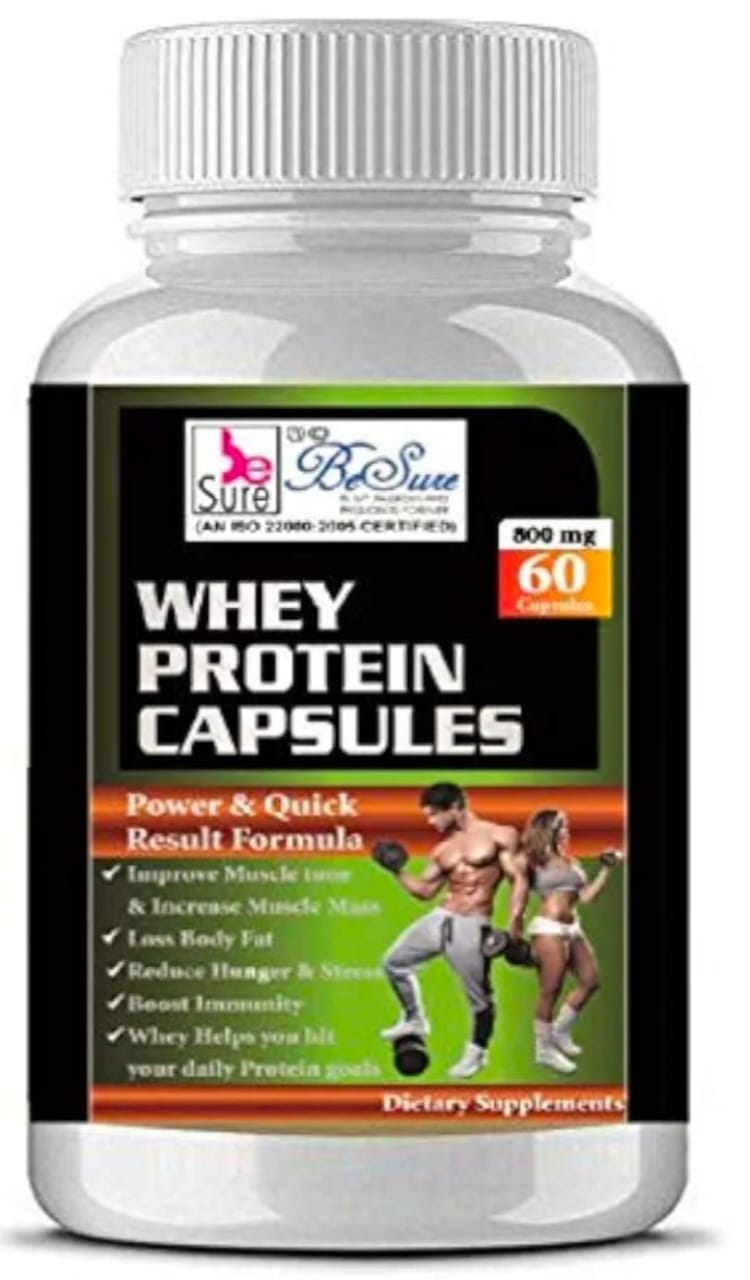 be
Sure
BeSure
(AN ISO 22000:2005 CERTIFIED)
800 mg
60
Capsules
WHEY
PROTEIN
CAPSULES
Power & Quick
Result Formula
✓ Improve Muscle tone
& Increase Muscle Mass
✓ Loss Body Fat
✓ Reduce Hunger & Stress
✓ Boost Immunity
✓ Whey Helps you hit
your daily Protein goals
Dietary Supplements